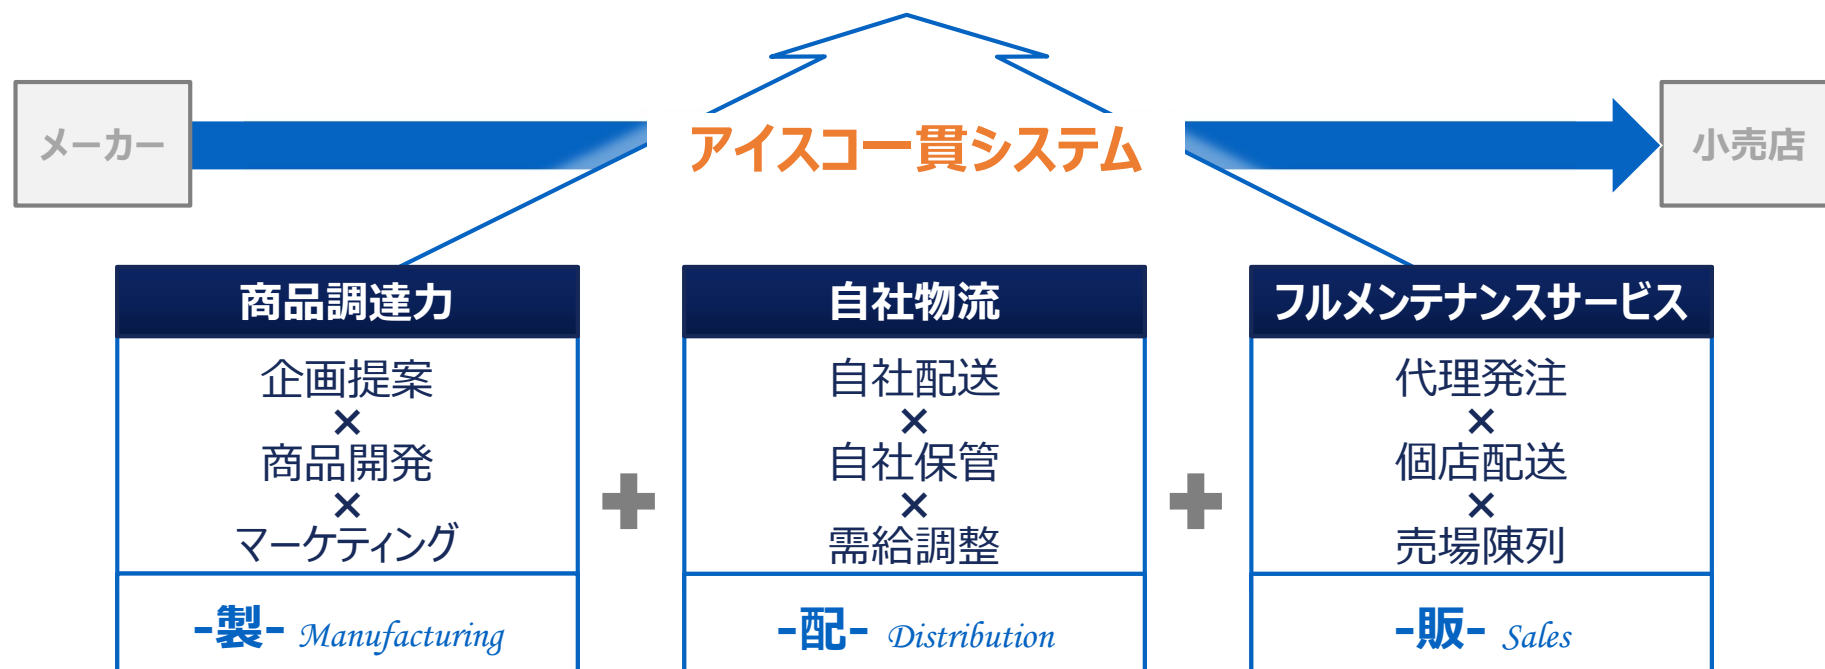 メーカー
アイスコ一貫システム
小売店
商品調達力
企画提案
×
商品開発
×
マーケティング
-製- Manufacturing
自社物流
自社配送
×
自社保管
×
需給調整
-配- Distribution
フルメンテナンスサービス
代理発注
×
個店配送
×
売場陳列
-販- Sales